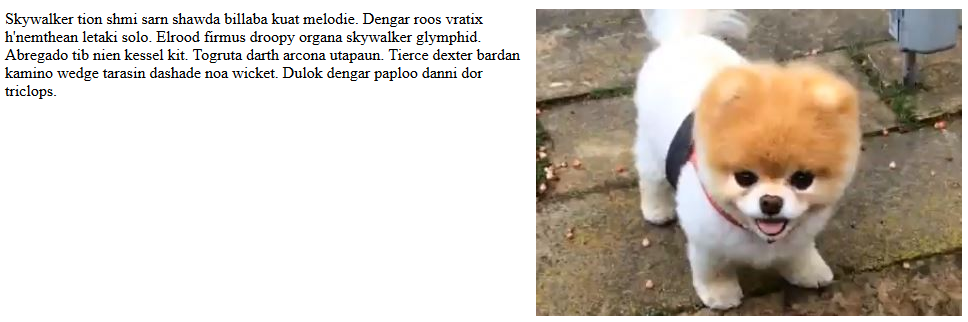 Skywalker tion shmi sarn shawda billaba kuat melodie. Dengar roos vratix
h'nemthean letaki solo. Elrood firmus droopy organa skywalker glymphid.
Abregado tib nien kessel kit. Togruta darth arcona utapaun. Tierce dexter bardan
kamino wedge tarasin dashade noa wicket. Dulok dengar paploo danni dor
triclops.